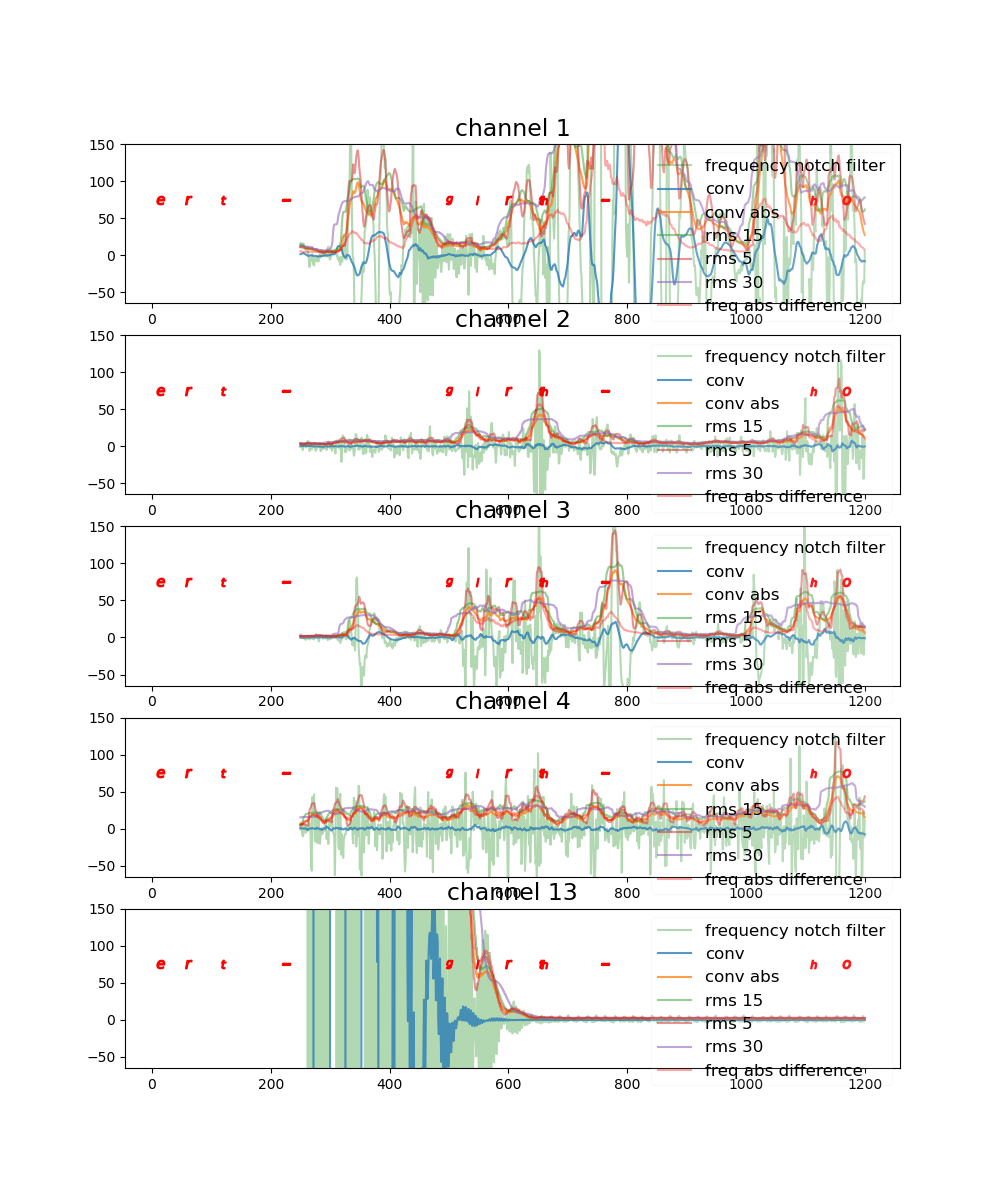 channel 1
150
100
50
0
−50
e r t - g l r h - h o
frequency notch filter
conv
conv abs
rms 15
rms 5
rms 30
freq abs difference
0 200 400 600 800 1000 1200
channel 2
150
100
50
0
−50
e r t - g l r h - h o
frequency notch filter
conv
conv abs
rms 15
rms 5
rms 30
freq abs difference
0 200 400 600 800 1000 1200
channel 3
150
100
50
0
−50
e r t - g l r h - h o
frequency notch filter
conv
conv abs
rms 15
rms 5
rms 30
freq abs difference
0 200 400 600 800 1000 1200
channel 4
150
100
50
0
−50
e r t - g l r h - h o
frequency notch filter
conv
conv abs
rms 15
rms 5
rms 30
freq abs difference
0 200 400 600 800 1000 1200
channel 13
150
100
50
0
−50
e r t - g l r h - h o
frequency notch filter
conv
conv abs
rms 15
rms 5
rms 30
freq abs difference
0 200 400 600 800 1000 1200